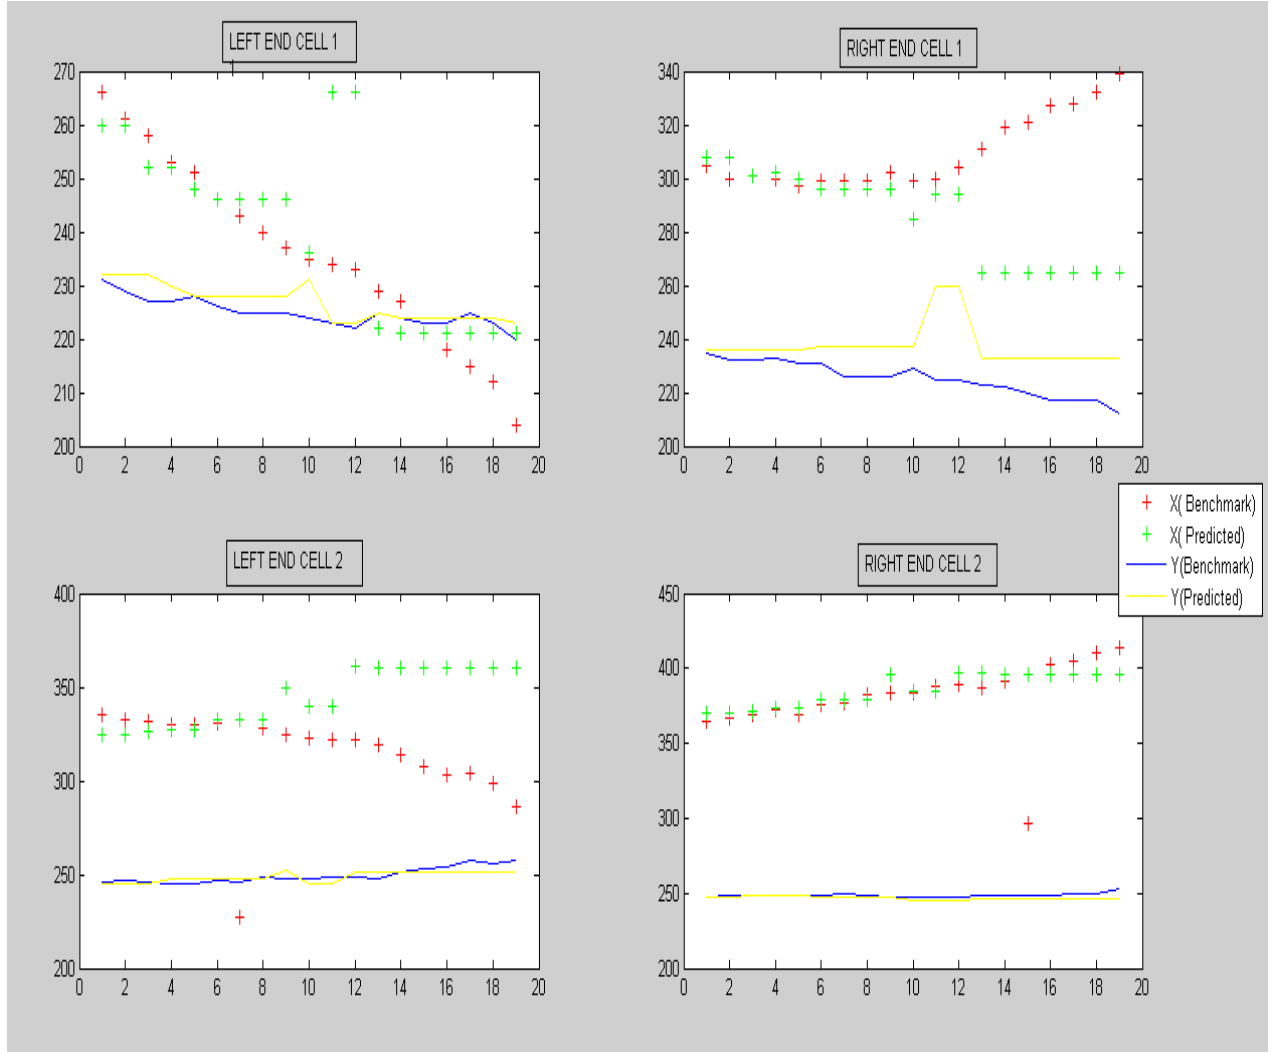 LEFT END CELL 1
1
270
260
250
240
230
220
210
200
0 2 4 6 8 10 12 14 16 18 20
RIGHT END CELL 1
340
320
300
280
260
240
220
200
0 2 4 6 8 10 12 14 16 18 20
X( Benchmark)
X( Predicted)
Y(Benchmark)
Y(Predicted)
LEFT END CELL 2
400
350
300
250
200
0 2 4 6 8 10 12 14 16 18 20
RIGHT END CELL 2
450
400
350
300
250
200
0 2 4 6 8 10 12 14 16 18 20